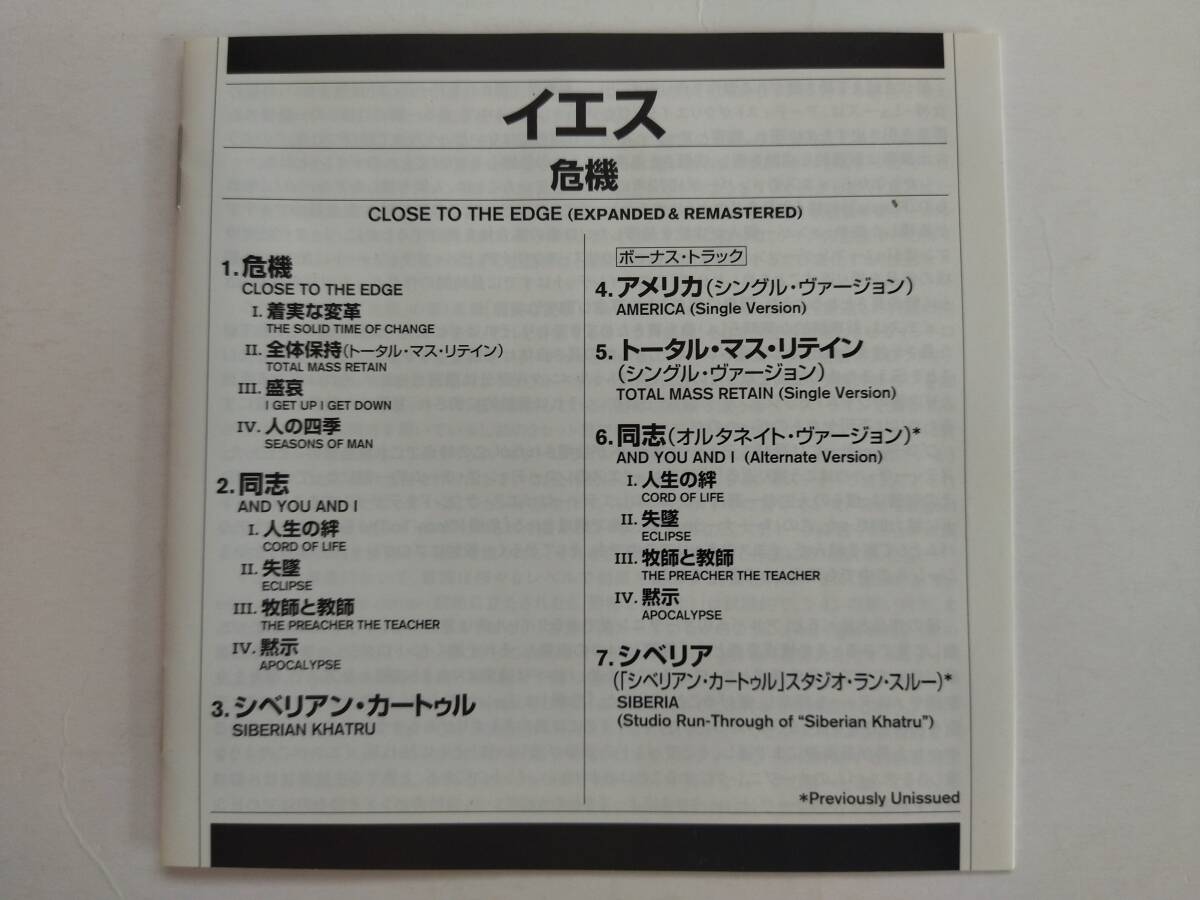 イエス
危機
CLOSE TO THE EDGE (EXPANDED & REMASTERED)
1. 危機
CLOSE TO THE EDGE
I. 着実な変革
THE SOLID TIME OF CHANGE
II. 全体保持(トータル・マス・リテイン)
TOTAL MASS RETAIN
III. 盛哀
I GET UP I GET DOWN
IV. 人の四季
SEASONS OF MAN
2. 同志
AND YOU AND I
I. 人生の絆
CORD OF LIFE
II. 失墜
ECLIPSE
III. 牧師と教師
THE PREACHER THE TEACHER
IV. 黙示
APOCALYPSE
3. シベリアン・カートゥル
SIBERIAN KHATRU
ボーナス・トラック
4. アメリカ(シングル・ヴァージョン)
AMERICA (Single Version)
5. トータル・マス・リテイン
(シングル・ヴァージョン)
TOTAL MASS RETAIN (Single Version)
6. 同志(オルタネイト・ヴァージョン)*
AND YOU AND I (Alternate Version)
I. 人生の絆
CORD OF LIFE
II. 失墜
ECLIPSE
III. 牧師と教師
THE PREACHER THE TEACHER
IV. 黙示
APOCALYPSE
7. シベリア
(「シベリアン・カートゥル」スタジオ・ラン・スルー)*
SIBERIA
(Studio Run-Through of “Siberian Khatru”)
*Previously Unissued